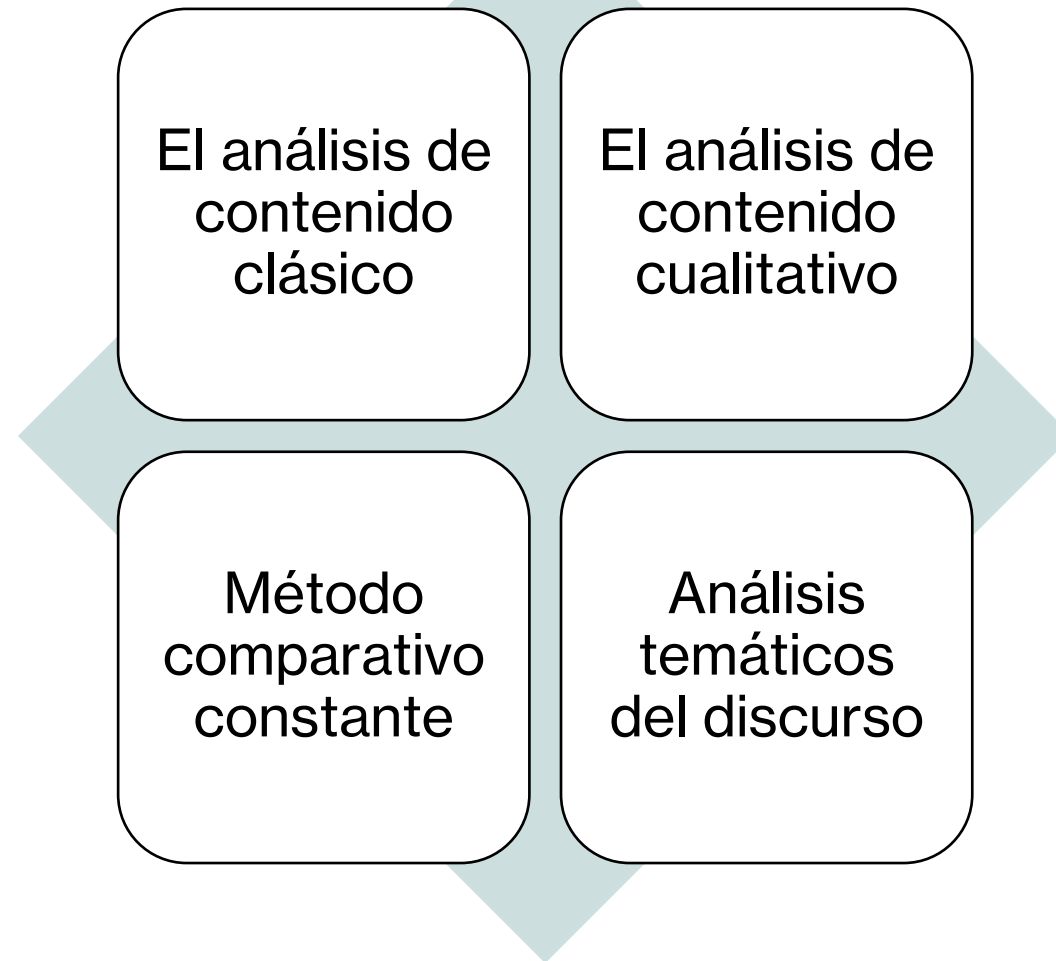 El análisis de
contenido
clásico
El análisis de
contenido
cualitativo
Método
comparativo
constante
Análisis
temáticos
del discurso